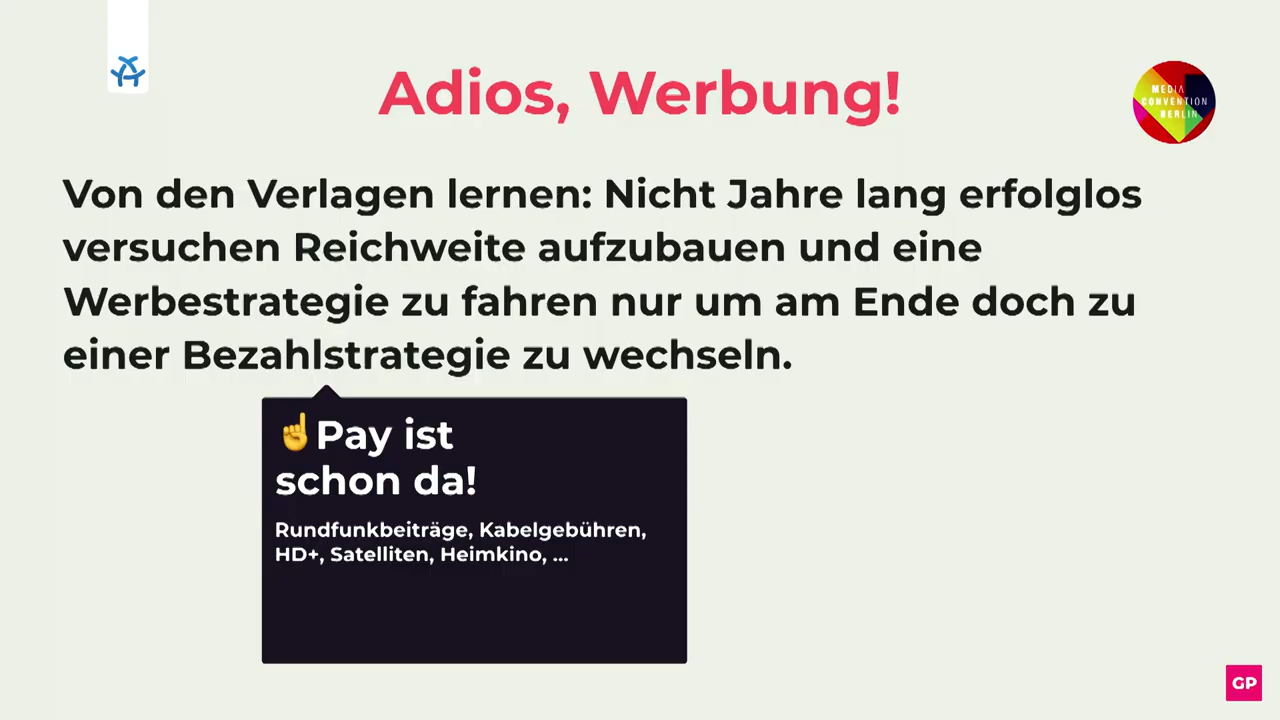 Adios, Werbung!
MEDIA
CONVENTION
BERLIN
Von den Verlagen lernen: Nicht Jahre lang erfolglos
versuchen Reichweite aufzubauen und eine
Werbestrategie zu fahren nur um am Ende doch zu
einer Bezahlstrategie zu wechseln.
☝Pay ist
schon da!
Rundfunkbeiträge, Kabelgebühren,
HD+, Satelliten, Heimkino, ...
GP